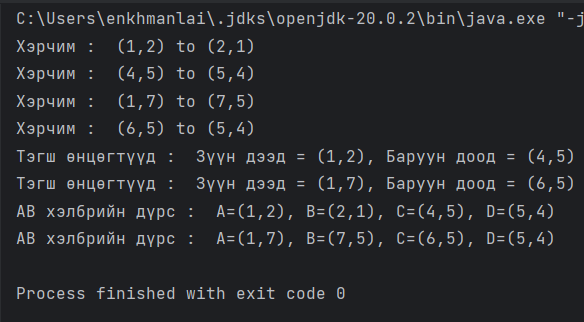 C:\Users\enkhmanlai\.jdks\openjdk-20.0.2\bin\java.exe "-j
Хэрчим :  (1,2) to (2,1)
Хэрчим :  (4,5) to (5,4)
Хэрчим :  (1,7) to (7,5)
Хэрчим :  (6,5) to (5,4)
Тэгш өнцөгтүүд :  Зүүн дээд = (1,2), Баруун доод = (4,5)
Тэгш өнцөгтүүд :  Зүүн дээд = (1,7), Баруун доод = (6,5)
АВ хэлбрийн дүрс :  A=(1,2), B=(2,1), C=(4,5), D=(5,4)
АВ хэлбрийн дүрс :  A=(1,7), B=(7,5), C=(6,5), D=(5,4)
Process finished with exit code 0